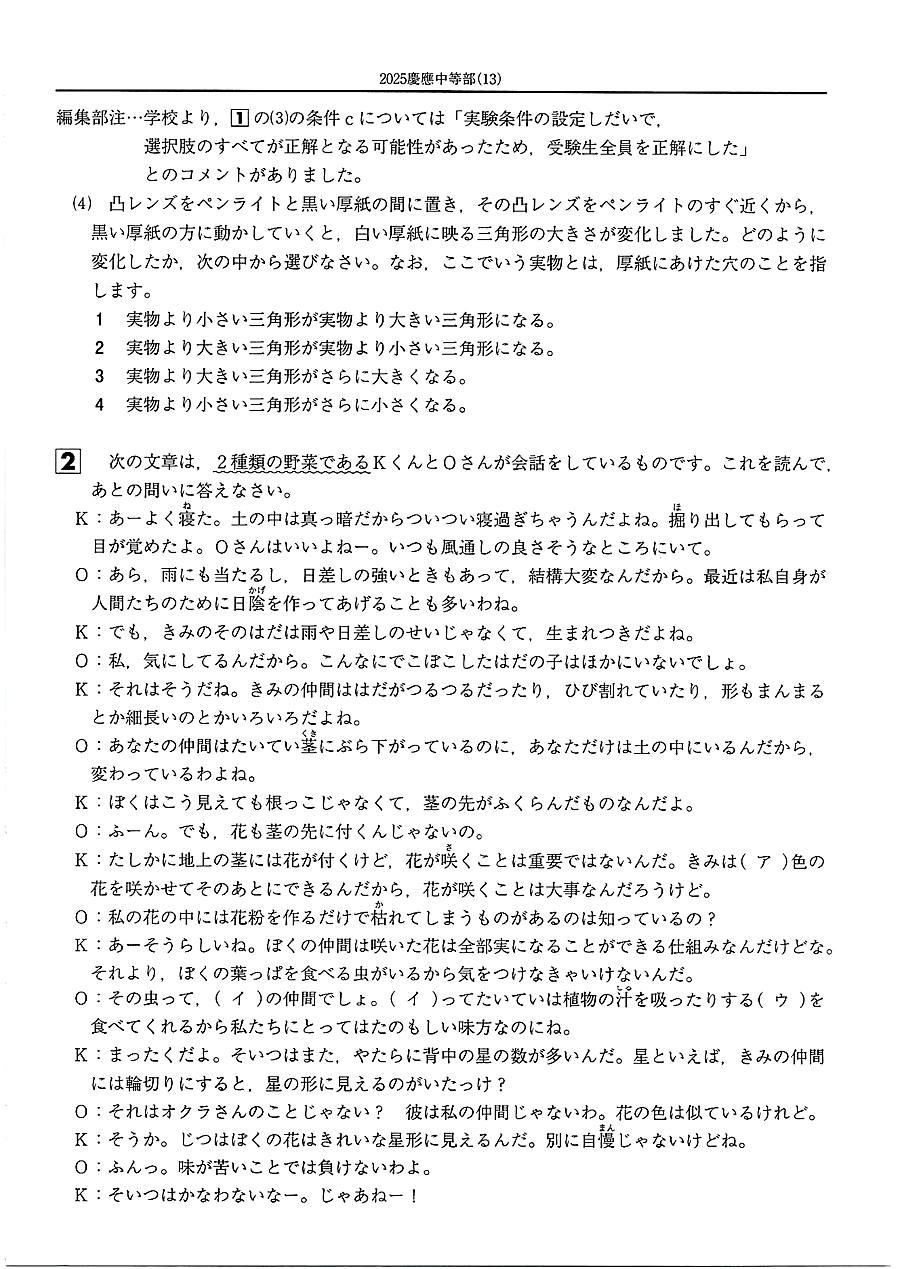 2025慶應中等部(13)
編集部注…学校より，1の(3)の条件ｃについては「実験条件の設定しだいで，
選択肢のすべてが正解となる可能性があったため，受験生全員を正解にした」
とのコメントがありました。
(4) 凸レンズをペンライトと黒い厚紙の間に置き，その凸レンズをペンライトのすぐ近くから，
黒い厚紙の方に動かしていくと，白い厚紙に映る三角形の大きさが変化しました。どのように
変化したか，次の中から選びなさい。なお，ここでいう実物とは，厚紙にあけた穴のことを指
します。
1 実物より小さい三角形が実物より大きい三角形になる。
2 実物より大きい三角形が実物より小さい三角形になる。
3 実物より大きい三角形がさらに大きくなる。
4 実物より小さい三角形がさらに小さくなる。
2 次の文章は，２種類の野菜であるＫくんとＯさんが会話をしているものです。これを読んで，
あとの問いに答えなさい。
Ｋ：あーよく寝た。土の中は真っ暗だからついつい寝過ぎちゃうんだよね。掘り出してもらって
目が覚めたよ。Ｏさんはいいよねー。いつも風通しの良さそうなところにいて。
Ｏ：あら，雨にも当たるし，日差しの強いときもあって，結構大変なんだから。最近は私自身が
人間たちのために日陰を作ってあげることも多いわね。
Ｋ：でも，きみのそのはだは雨や日差しのせいじゃなくて，生まれつきだよね。
Ｏ：私，気にしてるんだから。こんなにでこぼこしたはだの子はほかにいないでしょ。
Ｋ：それはそうだね。きみの仲間ははだがつるつるだったり，ひび割れていたり，形もまんまる
とか細長いのとかいろいろだよね。
Ｏ：あなたの仲間はたいてい茎にぶら下がっているのに，あなただけは土の中にいるんだから，
変わっているわよね。
Ｋ：ぼくはこう見えても根っこじゃなくて，茎の先がふくらんだものなんだよ。
Ｏ：ふーん。でも，花も茎の先に付くんじゃないの。
Ｋ：たしかに地上の茎には花が付くけど，花が咲くことは重要ではないんだ。きみは( ア )色の
花を咲かせてそのあとにできるんだから，花が咲くことは大事なんだろうけど。
Ｏ：私の花の中には花粉を作るだけで枯れてしまうものがあるのは知っているの？
Ｋ：あーそうらしいね。ぼくの仲間は咲いた花は全部実になることができる仕組みなんだけどな。
それより，ぼくの葉っぱを食べる虫がいるから気をつけなきゃいけないんだ。
Ｏ：その虫って，( イ )の仲間でしょ。( イ )ってたいていは植物の汁を吸ったりする( ウ )を
食べてくれるから私たちにとってはたのもしい味方なのにね。
Ｋ：まったくだよ。そいつはまた，やたらに背中の星の数が多いんだ。星といえば，きみの仲間
には輪切りにすると，星の形に見えるのがいたっけ？
Ｏ：それはオクラさんのことじゃない？ 彼は私の仲間じゃないわ。花の色は似ているけれど。
Ｋ：そうか。じつはぼくの花はきれいな星形に見えるんだ。別に自慢じゃないけどね。
Ｏ：ふんっ。味が苦いことでは負けないわよ。
Ｋ：そいつはかなわないなー。じゃあねー！